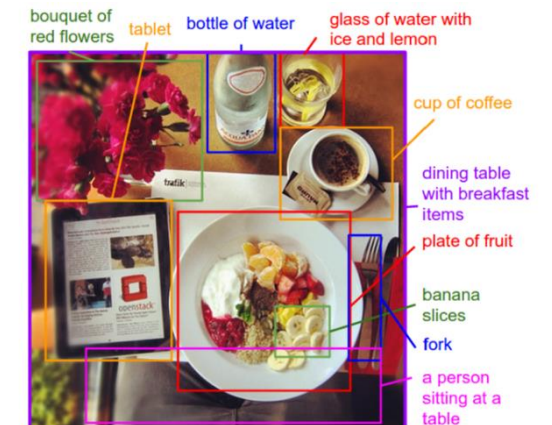 bouquet of
red flowers
tablet
bottle of water
glass of water with
ice and lemon
cup of coffee
trafik
dining table
with breakfast
items
plate of fruit
openstack
banana
slices
fork
a person
sitting at a
table